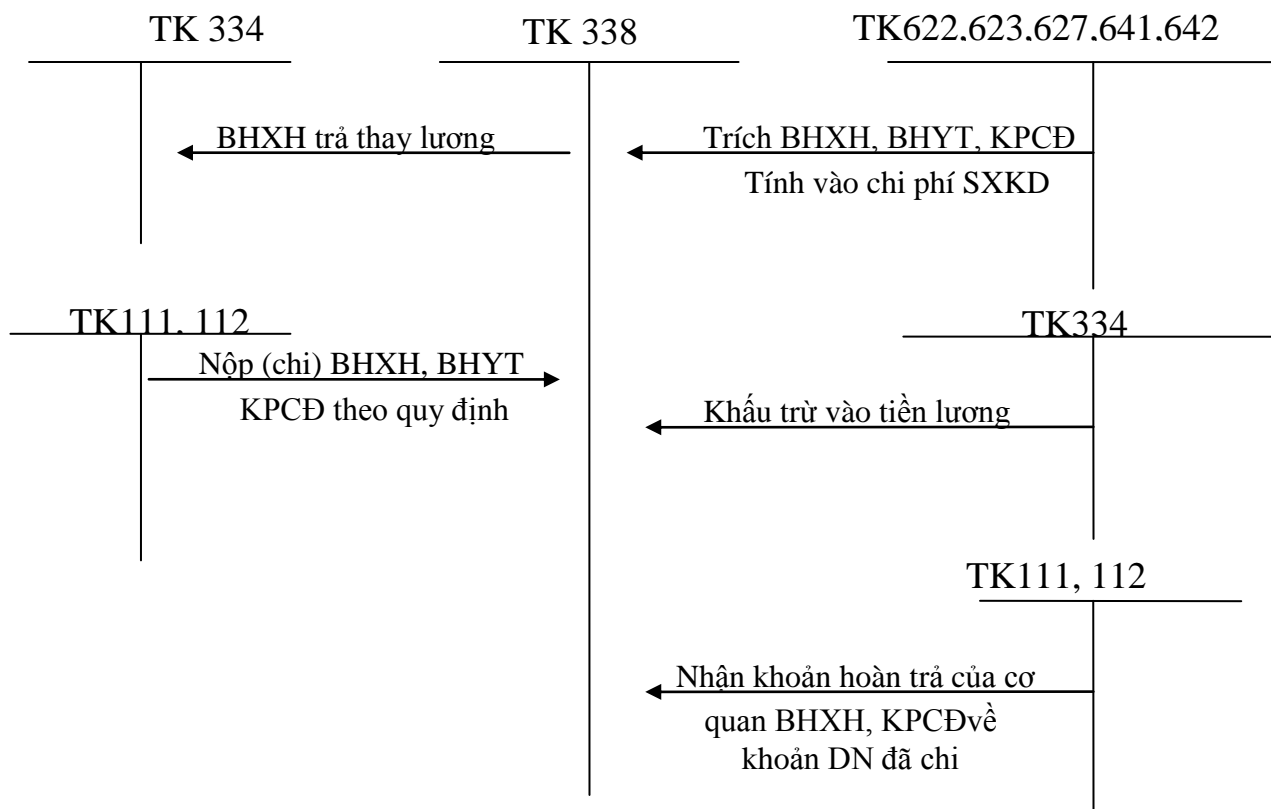 TK 334
TK 338
TK622,623,627,641,642
BHXH trả thay lương
Trích BHXH, BHYT, KPCĐ
Tính vào chi phí SXKD
TK111, 112
TK334
Nộp (chi) BHXH, BHYT
KPCĐ theo quy định
Khấu trừ vào tiền lương
TK111, 112
Nhận khoản hoàn trả của cơ
quan BHXH, KPCĐvề
khoản DN đã chi